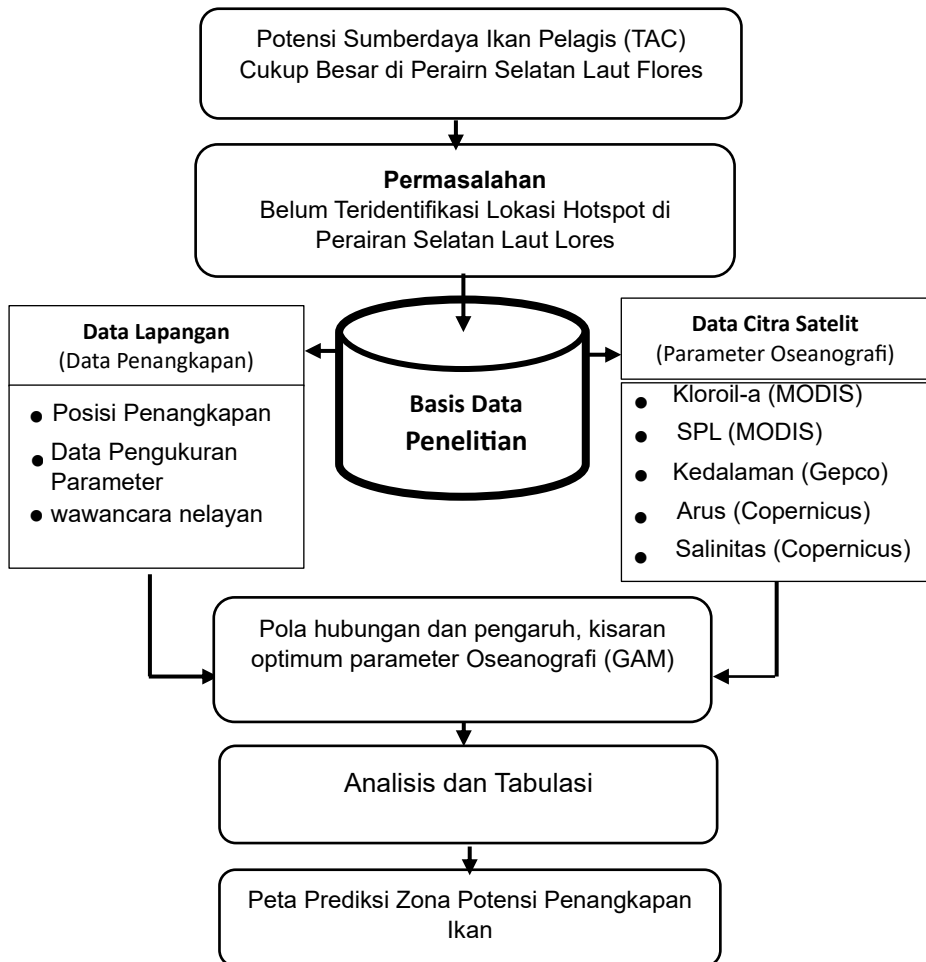 Potensi Sumberdaya Ikan Pelagis (TAC)
Cukup Besar di Perairn Selatan Laut Flores
Permasalahan
Belum Teridentifikasi Lokasi Hotspot di
Perairan Selatan Laut Lores
Data Lapangan
(Data Penangkapan)
● Posisi Penangkapan
● Data Pengukuran
Parameter
● wawancara nelayan
Basis Data
Penelitian
Data Citra Satelit
(Parameter Oseanografi)
● Kloroil-a (MODIS)
● SPL (MODIS)
● Kedalaman (Gepco)
● Arus (Copernicus)
● Salinitas (Copernicus)
Pola hubungan dan pengaruh, kisaran
optimum parameter Oseanografi (GAM)
Analisis dan Tabulasi
Peta Prediksi Zona Potensi Penangkapan
Ikan